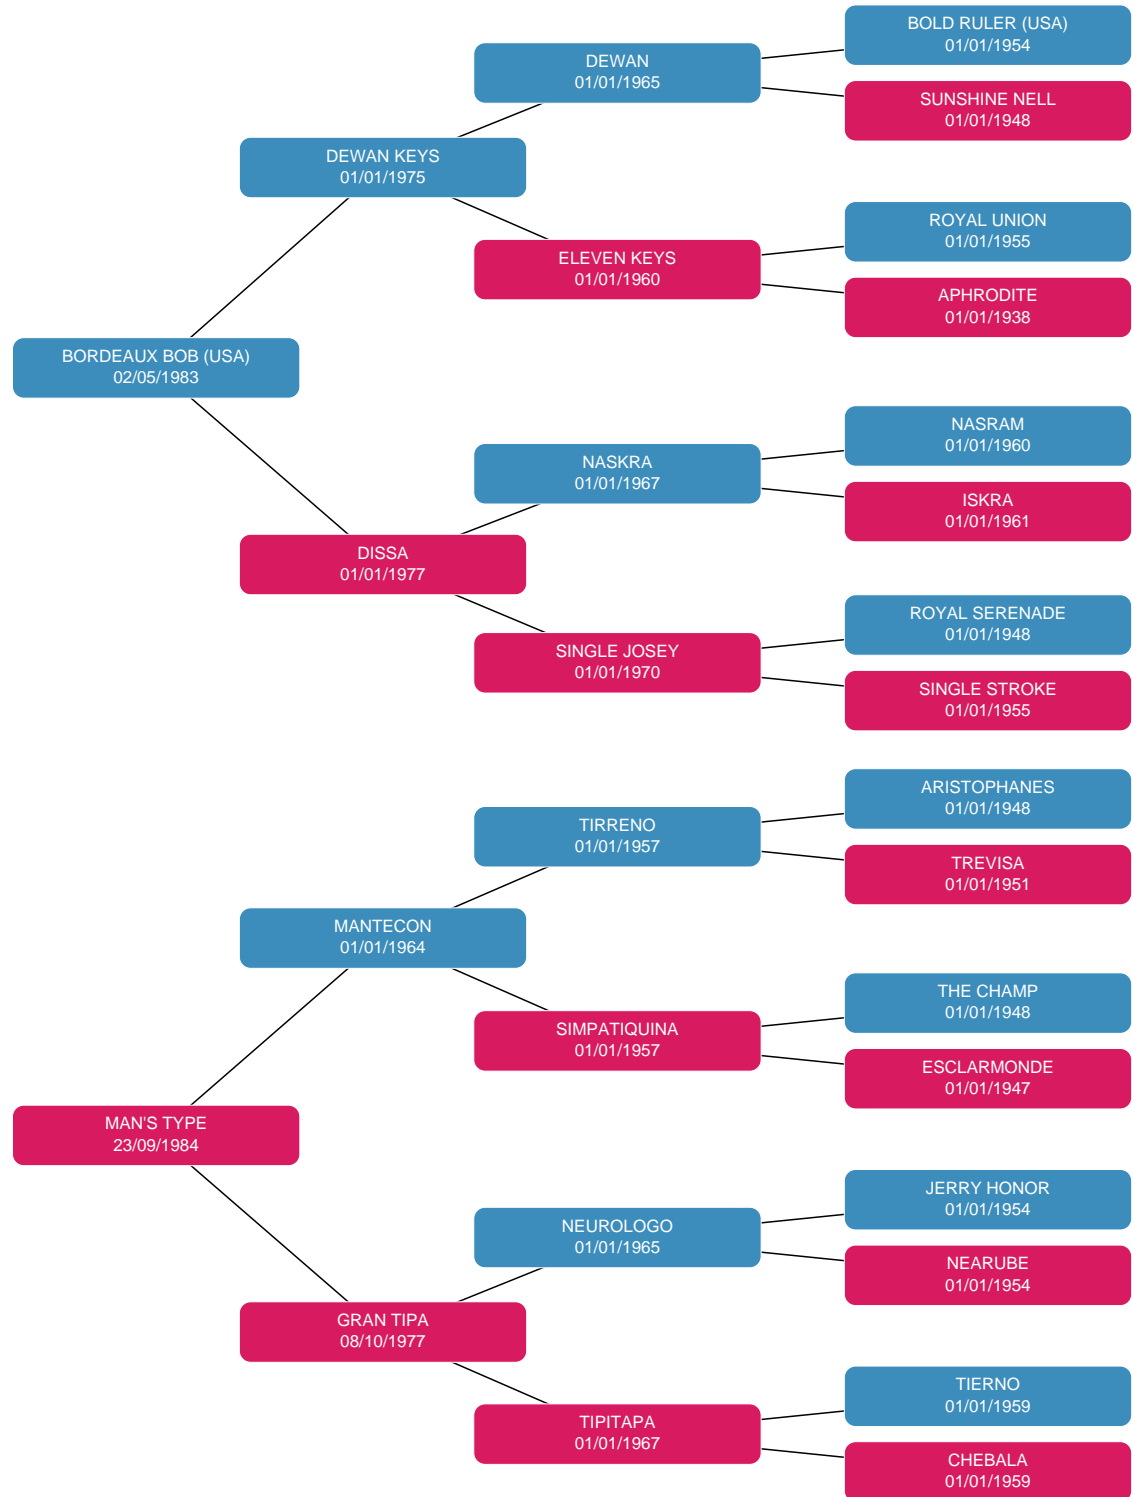 BOLD RULER (USA)
01/01/1954
DEWAN
01/01/1965
SUNSHINE NELL
01/01/1948
DEWAN KEYS
01/01/1975
ROYAL UNION
01/01/1955
ELEVEN KEYS
01/01/1960
APHRODITE
01/01/1938
BORDEAUX BOB (USA)
02/05/1983
NASRAM
01/01/1960
NASKRA
01/01/1967
ISKRA
01/01/1961
DISSA
01/01/1977
ROYAL SERENADE
01/01/1948
SINGLE JOSEY
01/01/1970
SINGLE STROKE
01/01/1955
ARISTOPHANES
01/01/1948
TIRRENO
01/01/1957
TREVISA
01/01/1951
MANTECON
01/01/1964
THE CHAMP
01/01/1948
SIMPATIQUINA
01/01/1957
ESCLARMONDE
01/01/1947
MAN'S TYPE
23/09/1984
JERRY HONOR
01/01/1954
NEUROLOGO
01/01/1965
NEARUBE
01/01/1954
GRAN TIPA
08/10/1977
TIERNO
01/01/1959
TIPITAPA
01/01/1967
CHEBALA
01/01/1959